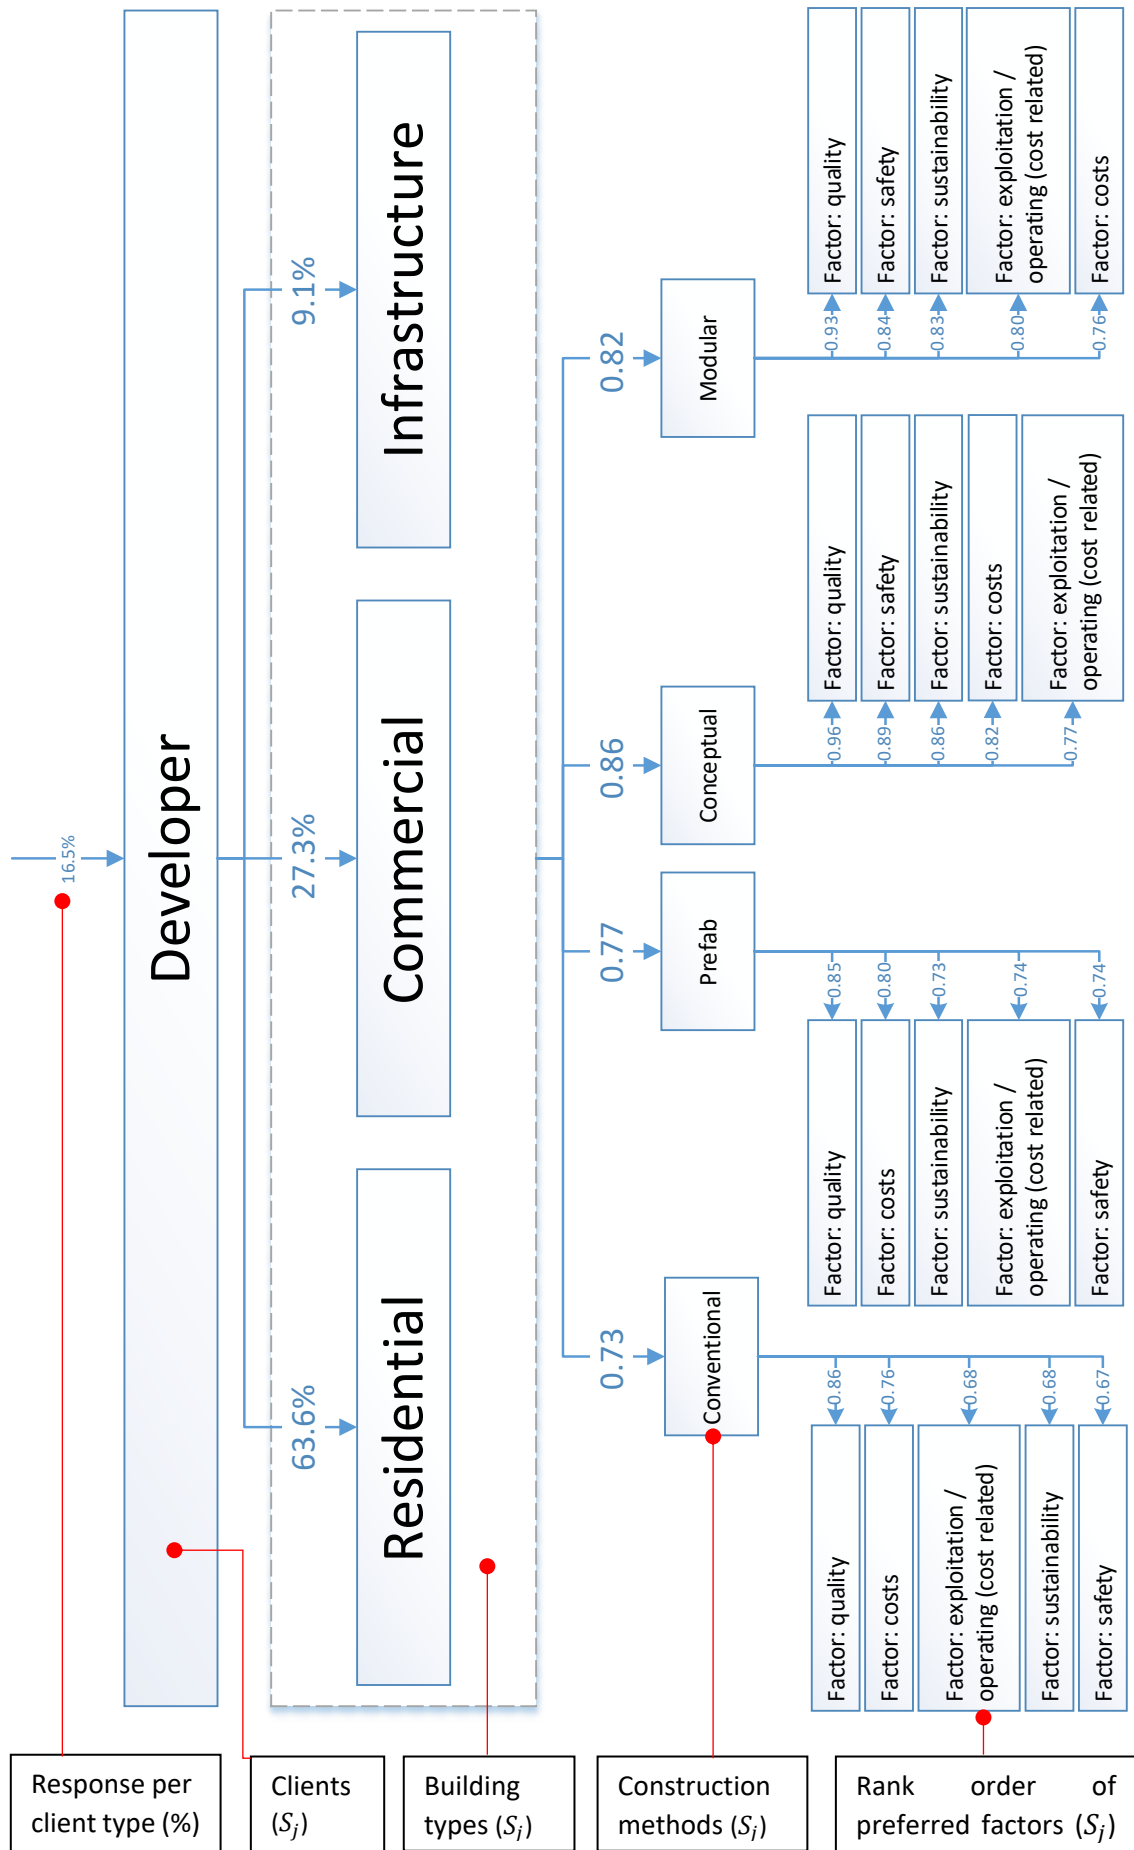 16.5%
Developer
63.6%
27.3%
9.1%
Residential
Commercial
Infrastructure
0.73
0.77
0.86
0.82
Conventional
Prefab
Conceptual
Modular
0.86
0.76
0.68
0.68
0.67
Factor: quality
Factor: costs
Factor: exploitation /
operating (cost related)
Factor: sustainability
Factor: safety
0.85
0.80
0.73
0.74
0.74
Factor: quality
Factor: costs
Factor: sustainability
Factor: exploitation /
operating (cost related)
Factor: safety
0.96
0.89
0.86
0.82
0.77
Factor: quality
Factor: safety
Factor: sustainability
Factor: costs
Factor: exploitation /
operating (cost related)
0.93
0.84
0.83
0.80
0.76
Factor: quality
Factor: safety
Factor: sustainability
Factor: exploitation /
operating (cost related)
Factor: costs
Response per
client type (%)
Clients
(S_j)
Building
types (S_j)
Construction
methods (S_j)
Rank order of
preferred factors (S_j)